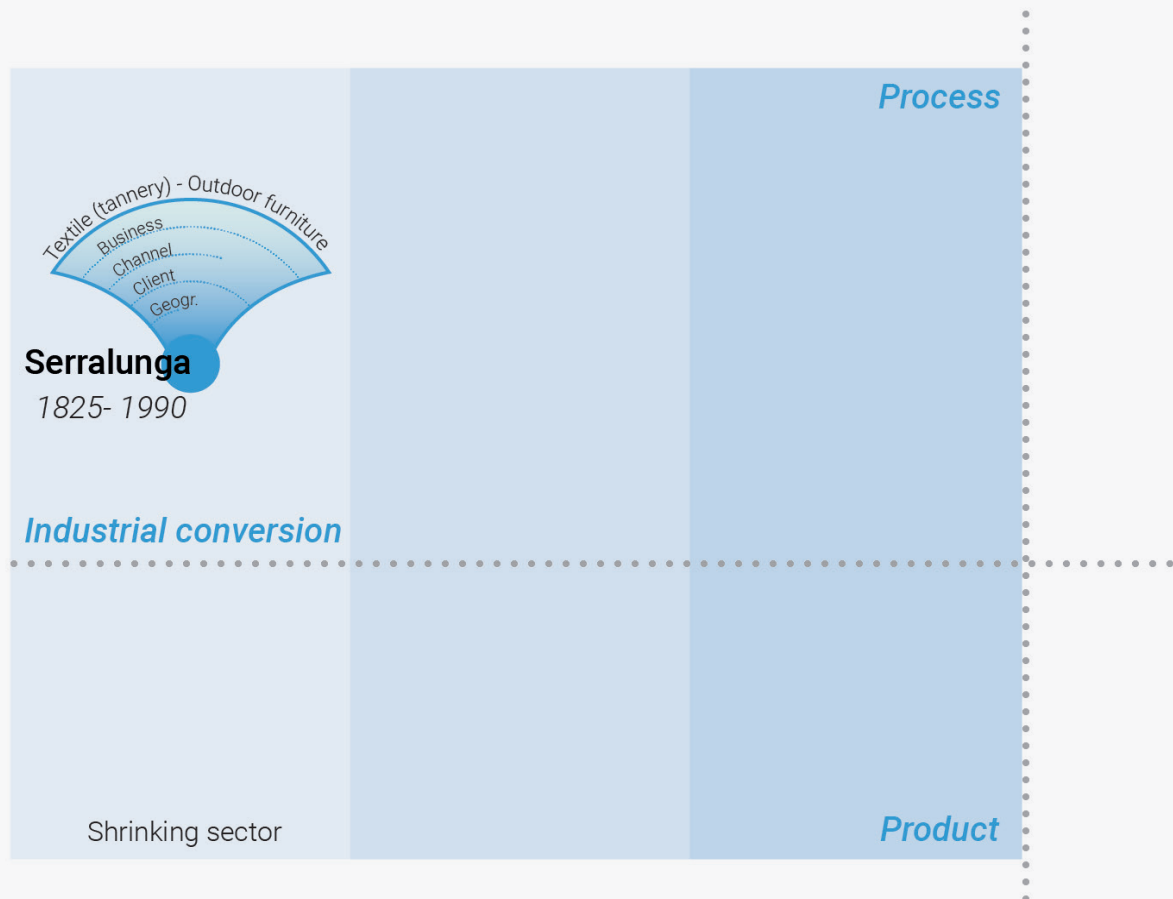 Process
Textile (tannery) - Outdoor furniture
Business
Channel
Client
Geogr.
Serralunga
1825- 1990
Industrial conversion
Shrinking sector
Product